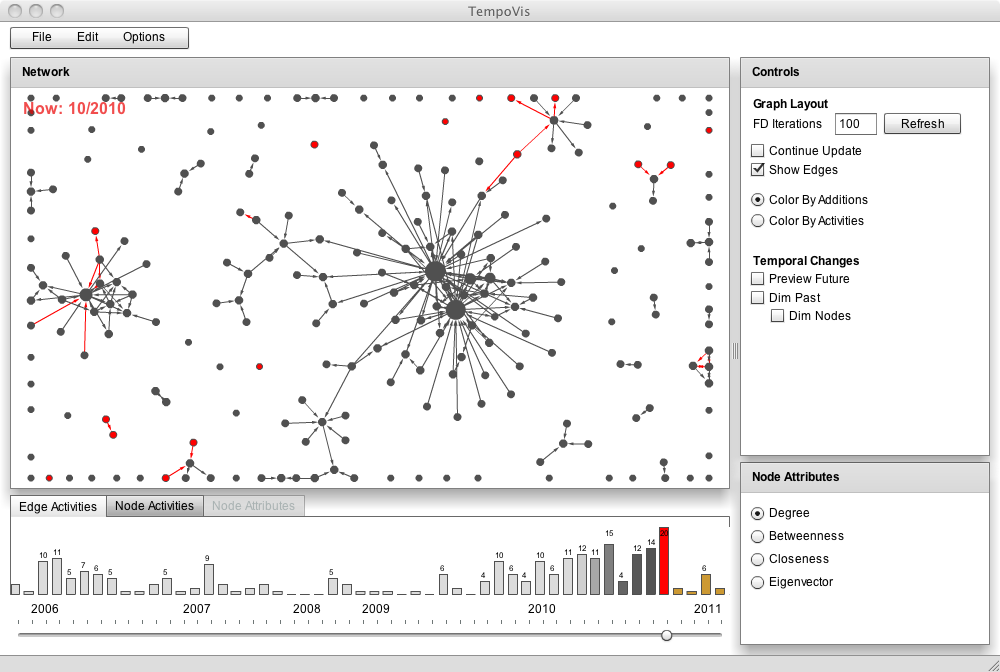 TempoVis
File Edit Options
Network
Now: 10/2010
Controls
Graph Layout
FD Iterations 100 Refresh
Continue Update
Show Edges
Color By Additions
Color By Activities
Temporal Changes
Preview Future
Dim Past
Dim Nodes
Edge Activities Node Activities Node Attributes
10 11 5 7 6 5 5 9 5 6 4 10 6 4 10 6 11 12 11 15 4 12 14 20 6
2006 2007 2008 2009 2010 2011
Node Attributes
Degree
Betweenness
Closeness
Eigenvector